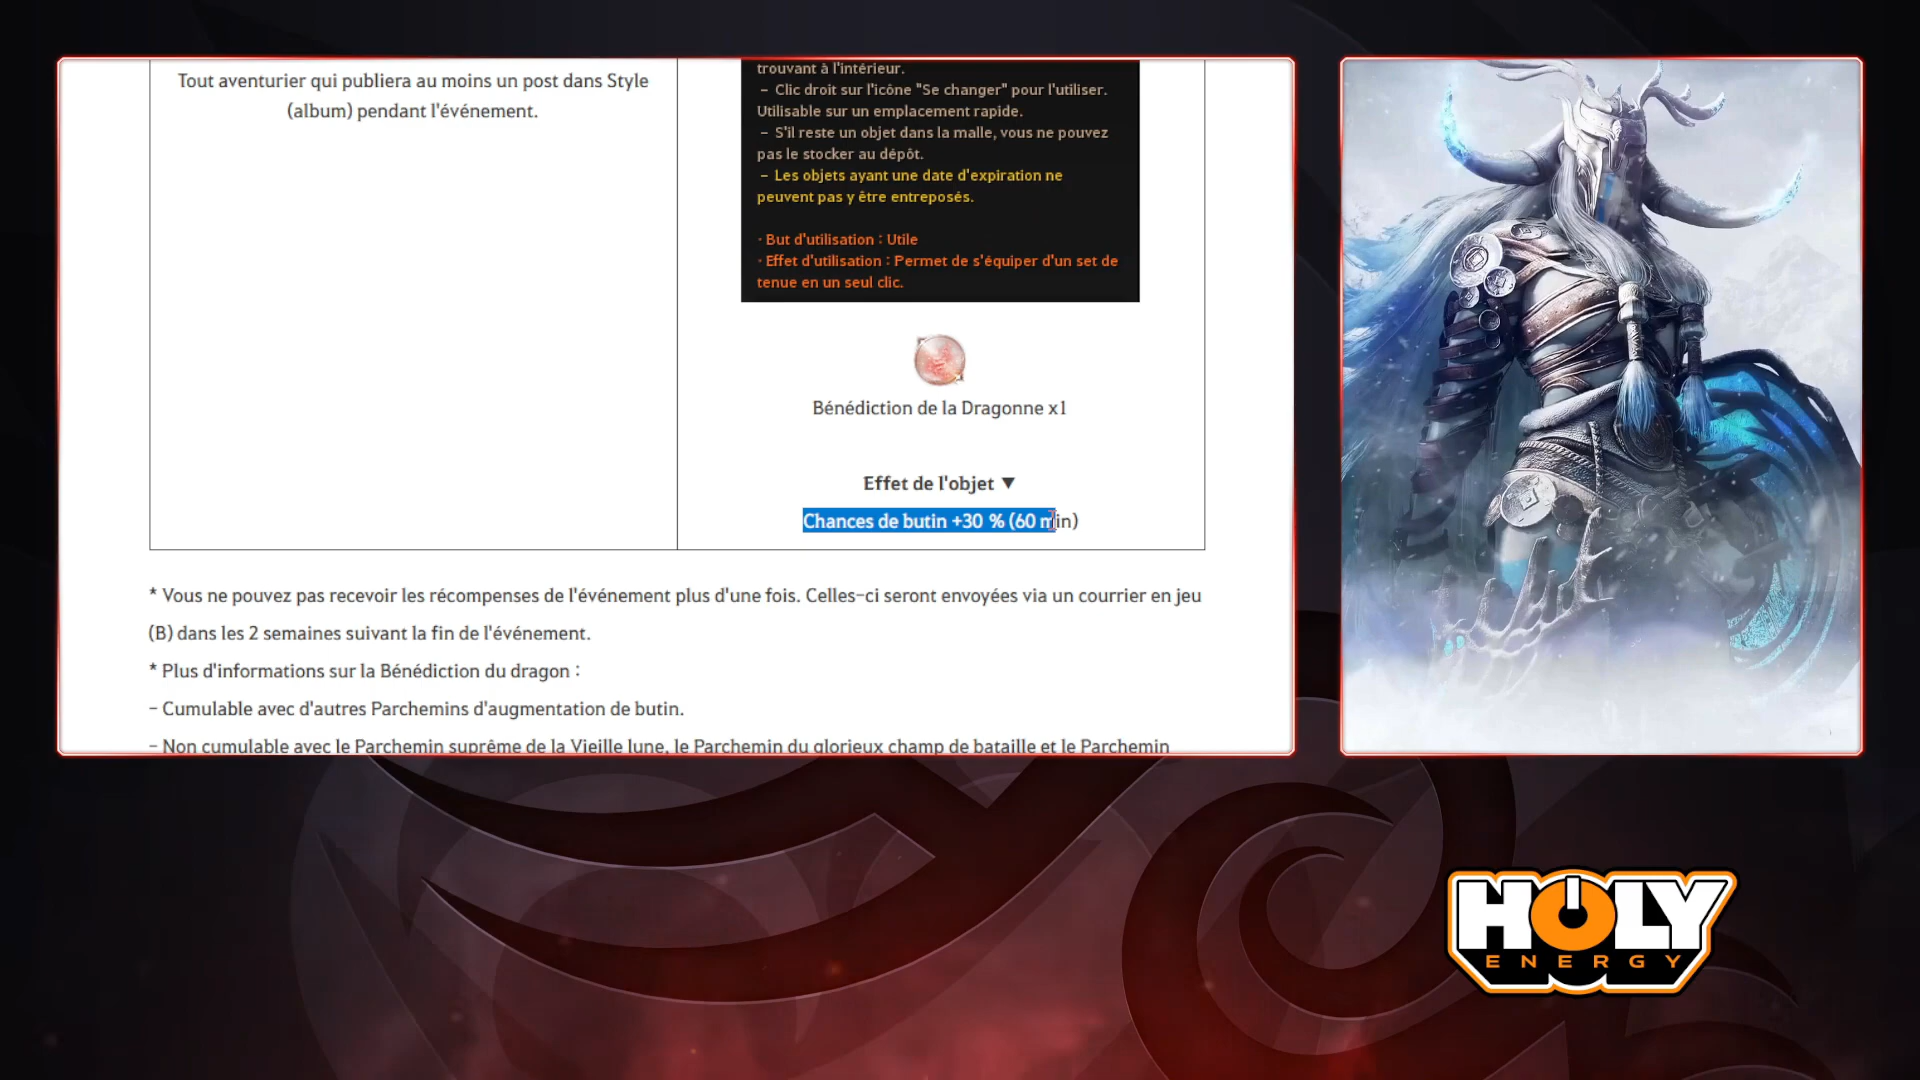 Tout aventurier qui publiera au moins un post dans Style
(album) pendant l'événement.
trouvant à l'intérieur.
– Clic droit sur l'icône "Se changer" pour l'utiliser.
Utilisable sur un emplacement rapide.
– S'il reste un objet dans la malle, vous ne pouvez
pas le stocker au dépôt.
– Les objets ayant une date d'expiration ne
peuvent pas y être entreposés.
· But d'utilisation : Utile
· Effet d'utilisation : Permet de s'équiper d'un set de
tenue en un seul clic.
Bénédiction de la Dragonne x1
Effet de l'objet ▼
Chances de butin +30 % (60 min)
* Vous ne pouvez pas recevoir les récompenses de l'événement plus d'une fois. Celles-ci seront envoyées via un courrier en jeu
(B) dans les 2 semaines suivant la fin de l'événement.
* Plus d'informations sur la Bénédiction du dragon :
– Cumulable avec d'autres Parchemins d'augmentation de butin.
– Non cumulable avec le Parchemin suprême de la Vieille lune, le Parchemin du glorieux champ de bataille et le Parchemin
HOLY
ENERGY